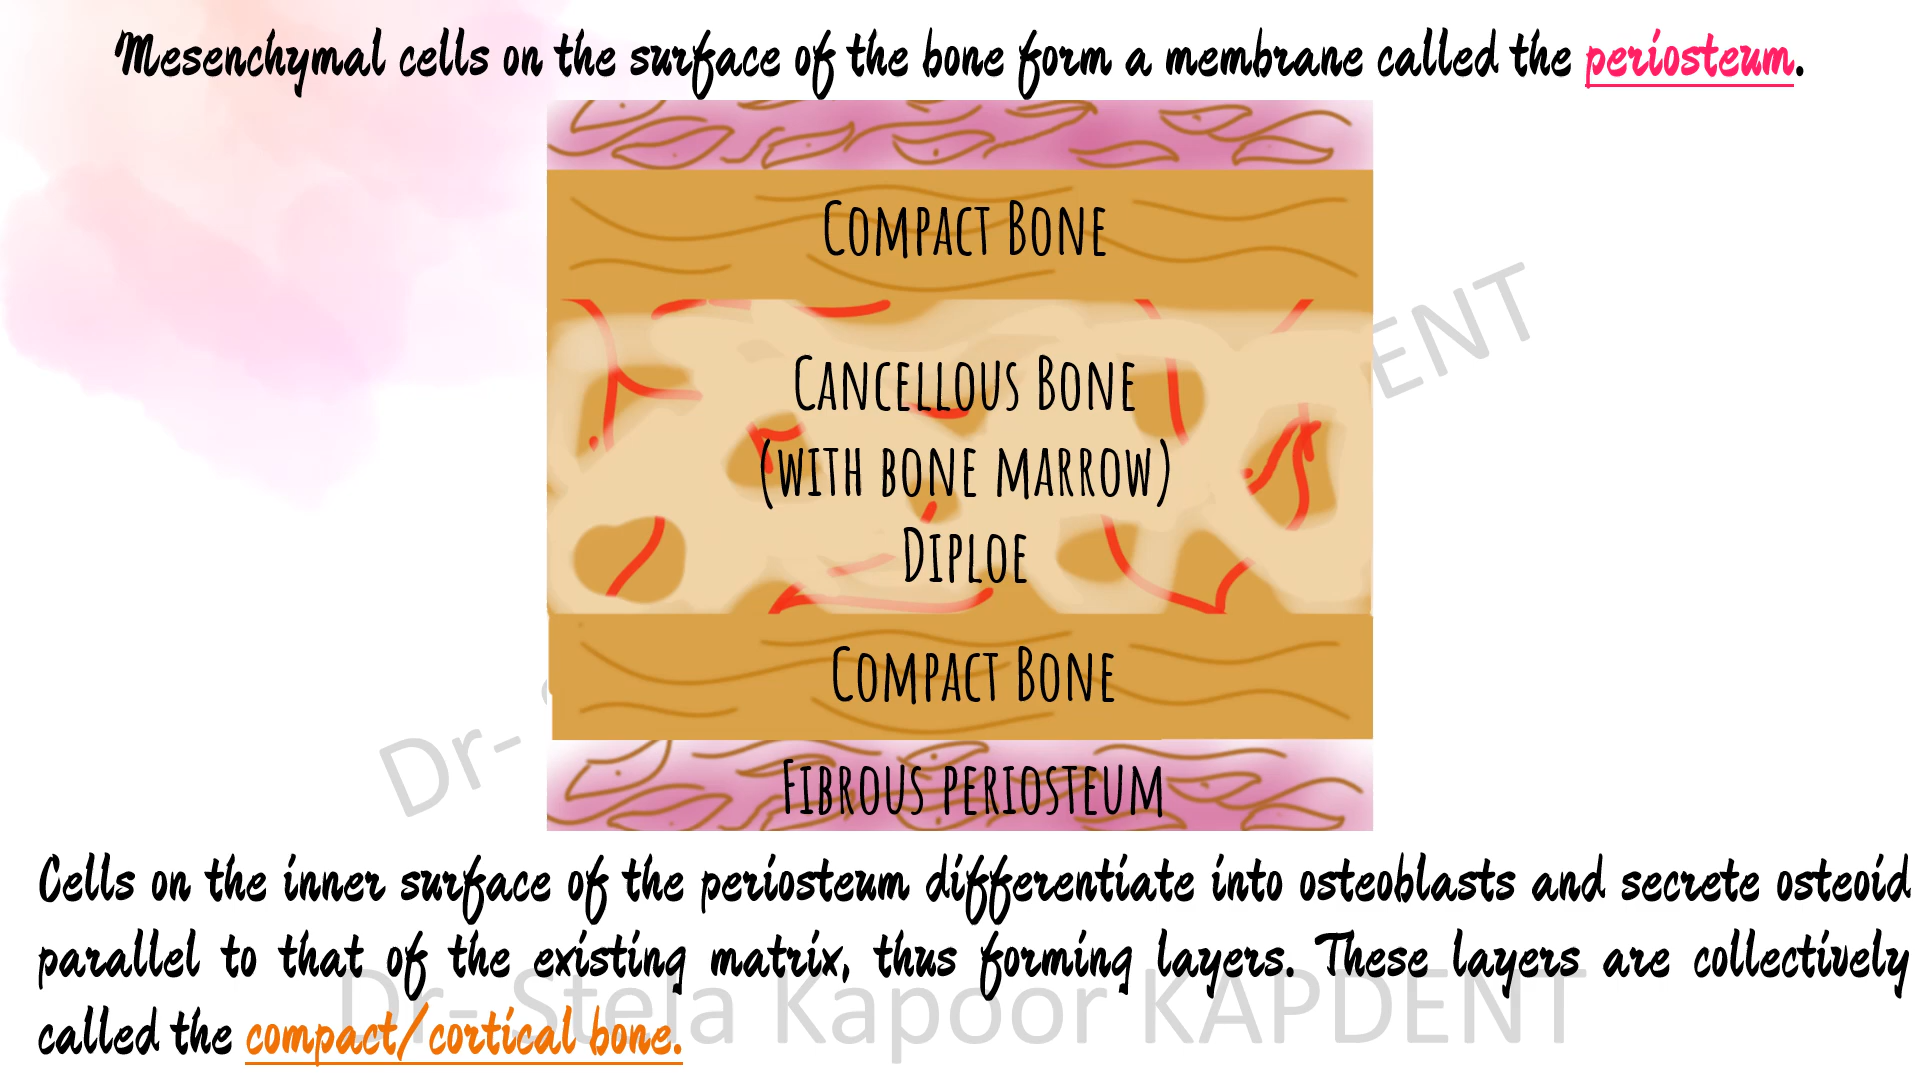 Mesenchymal cells on the surface of the bone form a membrane called the periosteum.
Compact Bone
Cancellous Bone
(with bone marrow)
Diploe
Compact Bone
Fibrous periosteum
Cells on the inner surface of the periosteum differentiate into osteoblasts and secrete osteoid
parallel to that of the existing matrix, thus forming layers. These layers are collectively
called the compact/cortical bone.
Dr- Stela Kapoor KAPDENT
Dr-
ENT